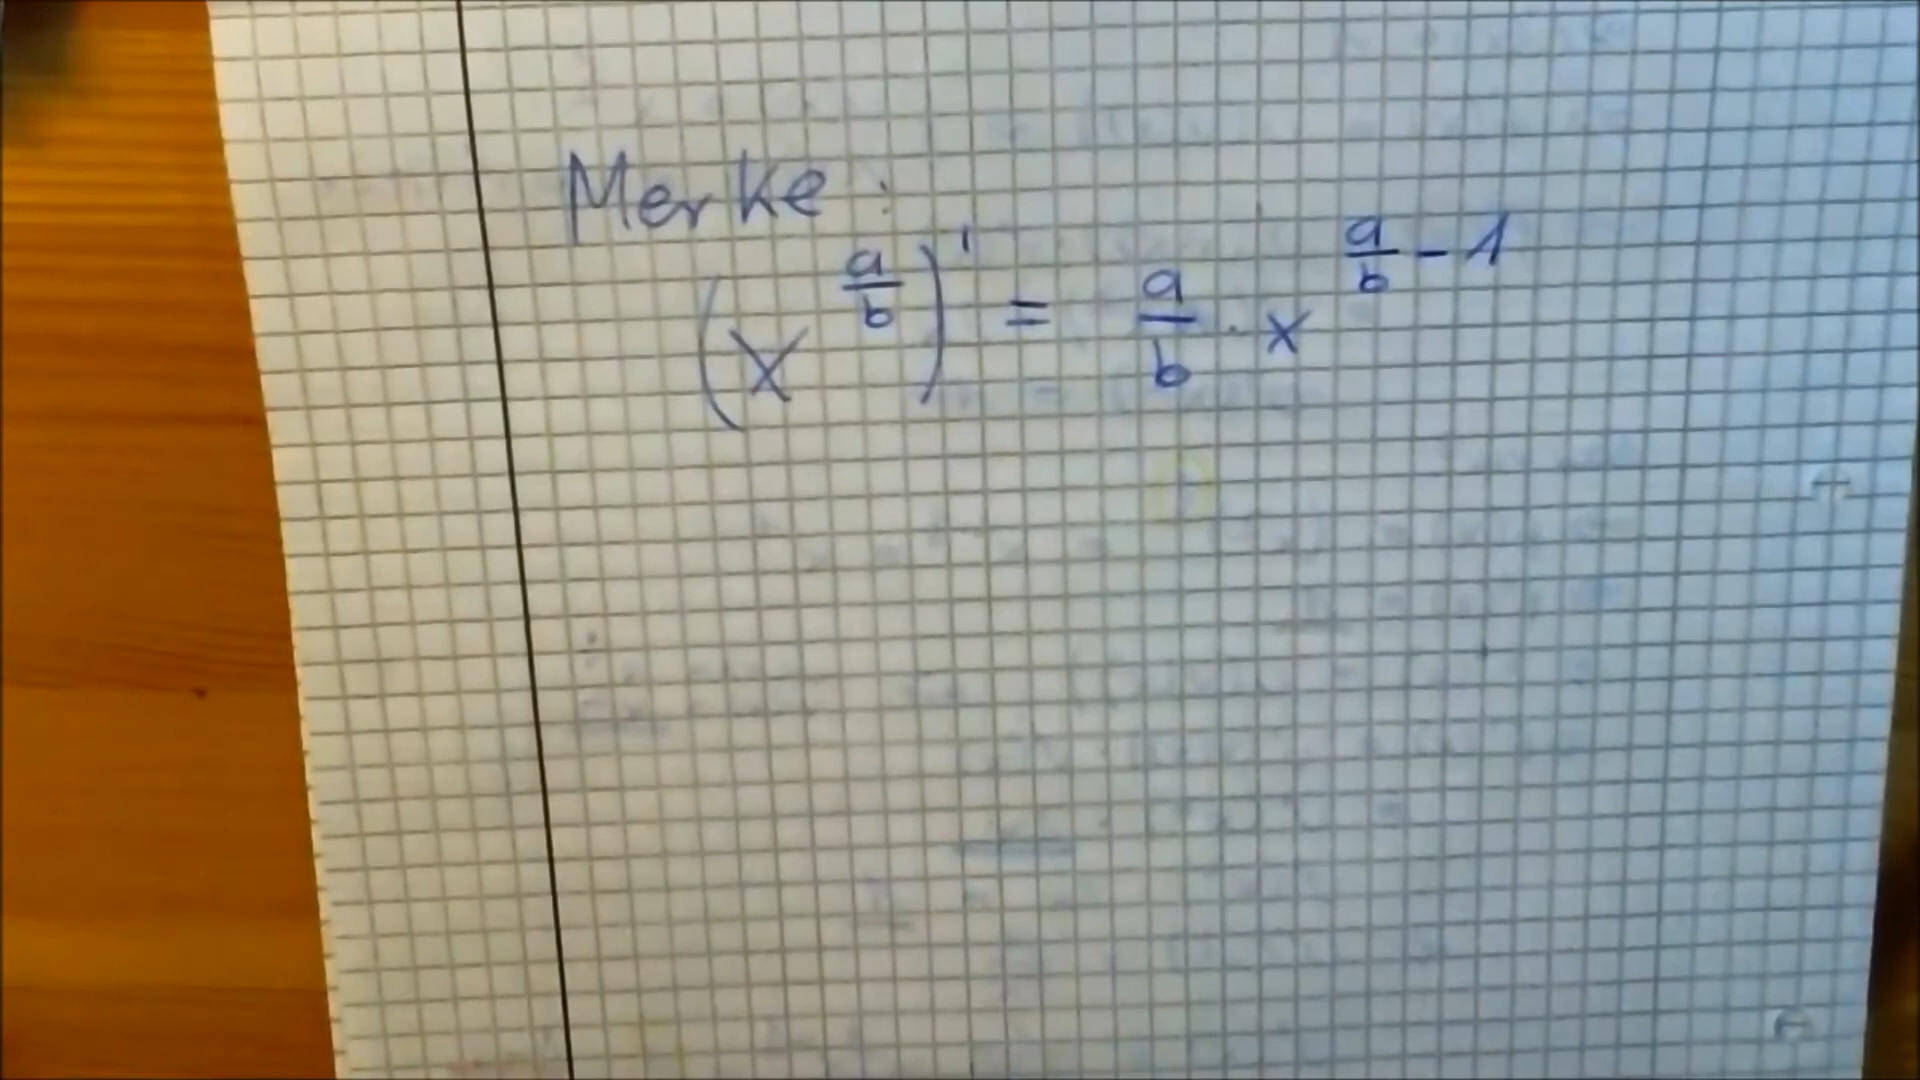 Merke:
(x^(a/b))' = a/b · x^(a/b - 1)